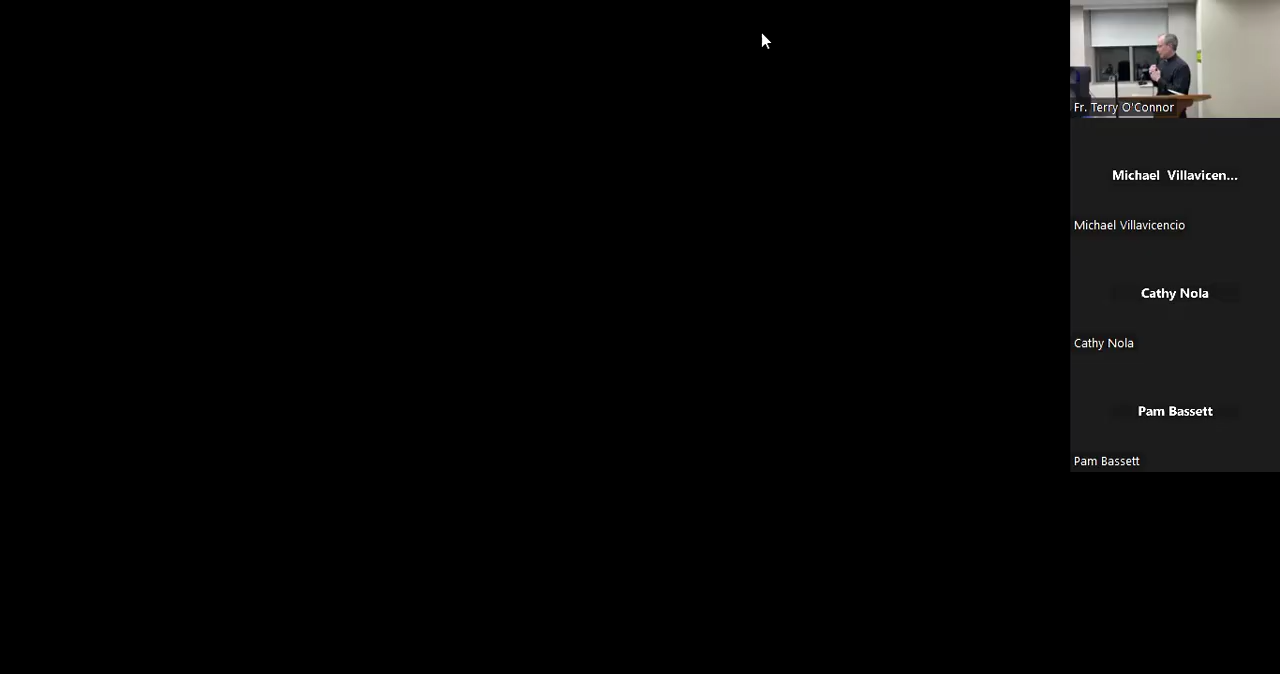 Fr. Terry O'Connor
Michael Villavicen...
Michael Villavicencio
Cathy Nola
Cathy Nola
Pam Bassett
Pam Bassett